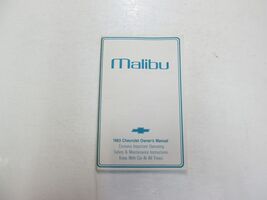 malibu
1983 Chevrolet Owner's Manual
Contains Important Operating
Safety & Maintenance Instructions
Keep With Car At All Times